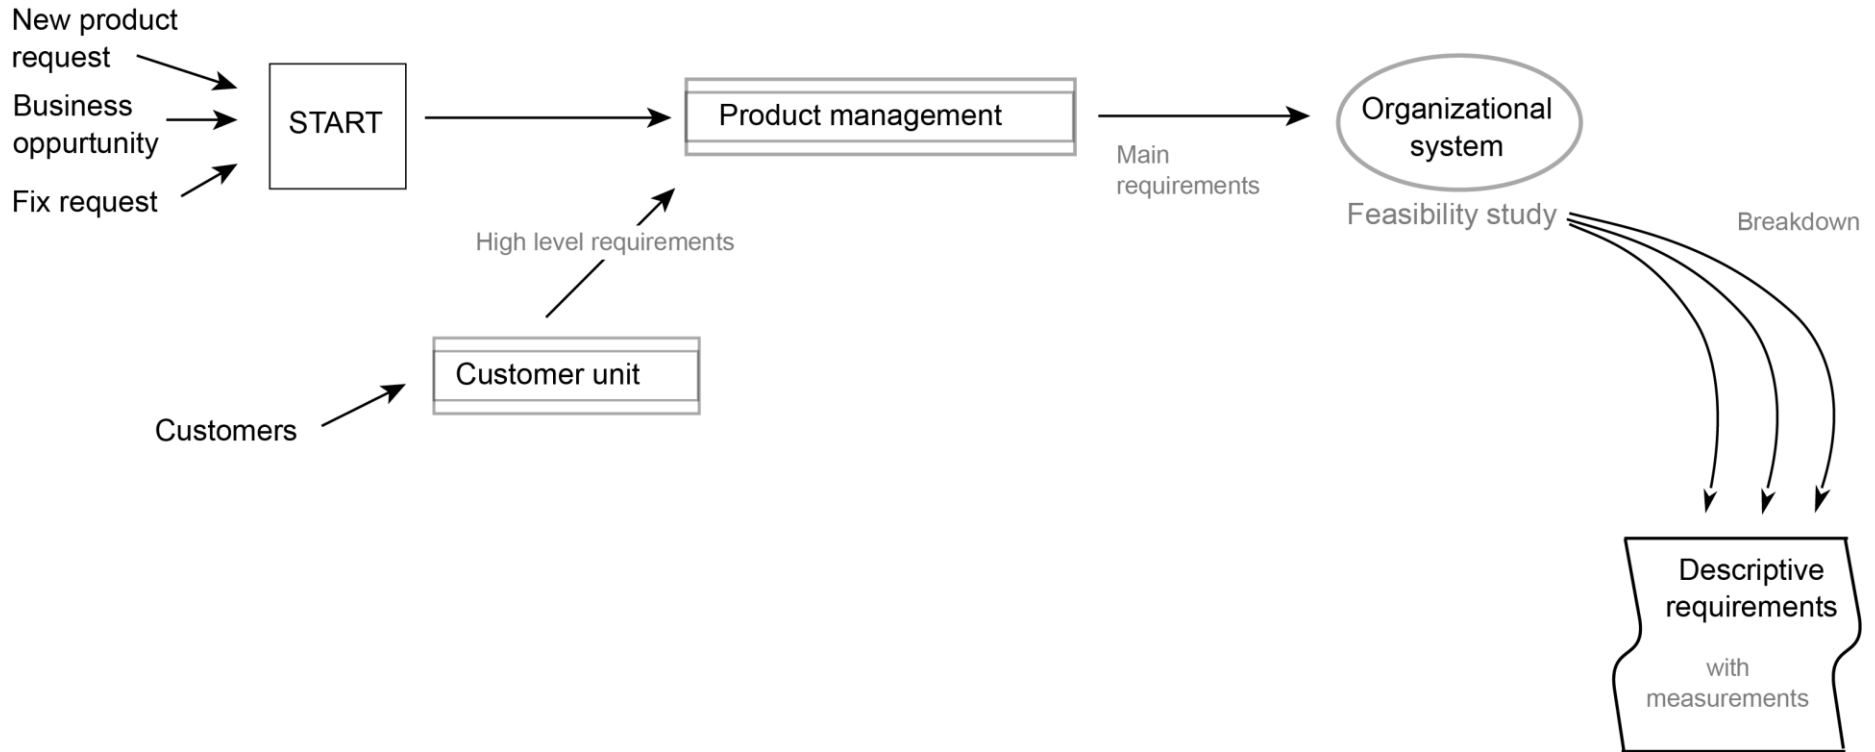 New product
request
Business
oppurtunity
Fix request
START
Product management
Main
requirements
Organizational
system
Feasibility study
Breakdown
High level requirements
Customer unit
Customers
Descriptive
requirements
with
measurements